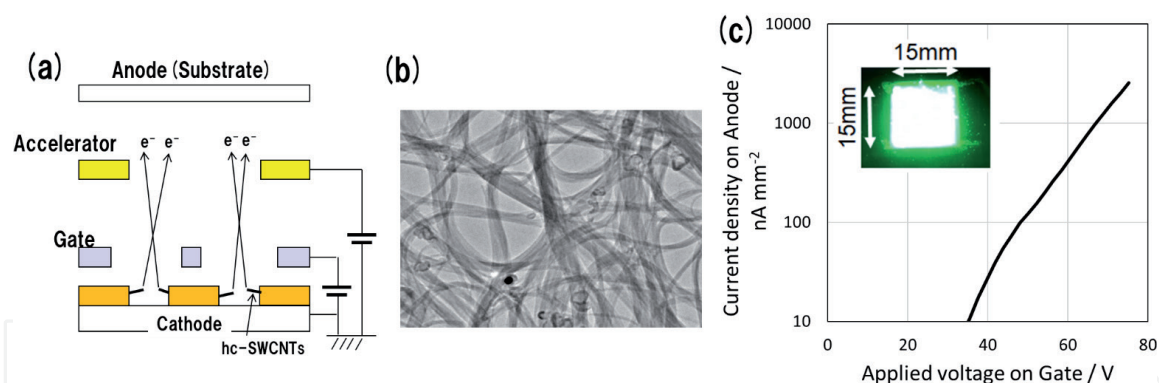 (a)
Anode (Substrate)
e⁻ e⁻ e⁻ e⁻
Accelerator
Gate
Cathode
hc-SWCNTs
(b)
(c)
Current density on Anode /
nA mm⁻²
10000
1000
100
10
15mm
15mm
0 20 40 60 80
Applied voltage on Gate / V